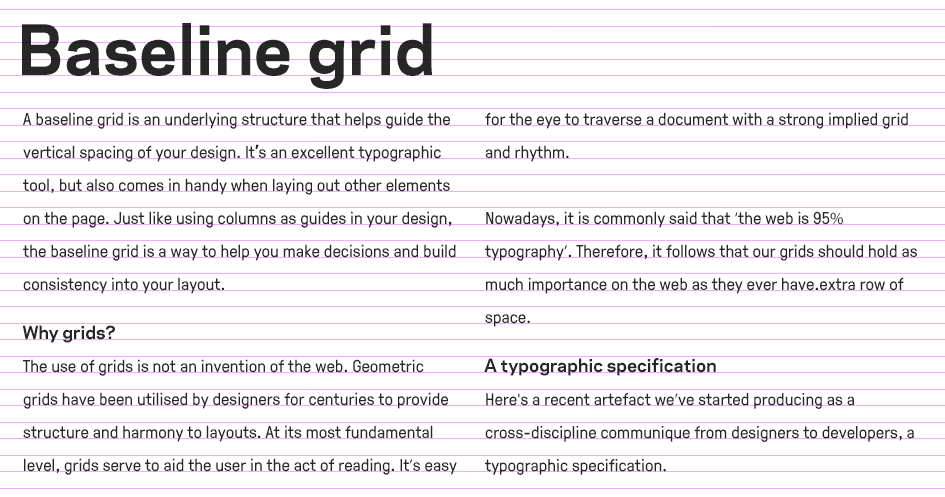 Baseline grid
A baseline grid is an underlying structure that helps guide the
vertical spacing of your design. It's an excellent typographic
tool, but also comes in handy when laying out other elements
on the page. Just like using columns as guides in your design,
the baseline grid is a way to help you make decisions and build
consistency into your layout.
Why grids?
The use of grids is not an invention of the web. Geometric
grids have been utilised by designers for centuries to provide
structure and harmony to layouts. At its most fundamental
level, grids serve to aid the user in the act of reading. It's easy
for the eye to traverse a document with a strong implied grid
and rhythm.
Nowadays, it is commonly said that 'the web is 95%
typography'. Therefore, it follows that our grids should hold as
much importance on the web as they ever have.extra row of
space.
A typographic specification
Here's a recent artefact we've started producing as a
cross-discipline communique from designers to developers, a
typographic specification.